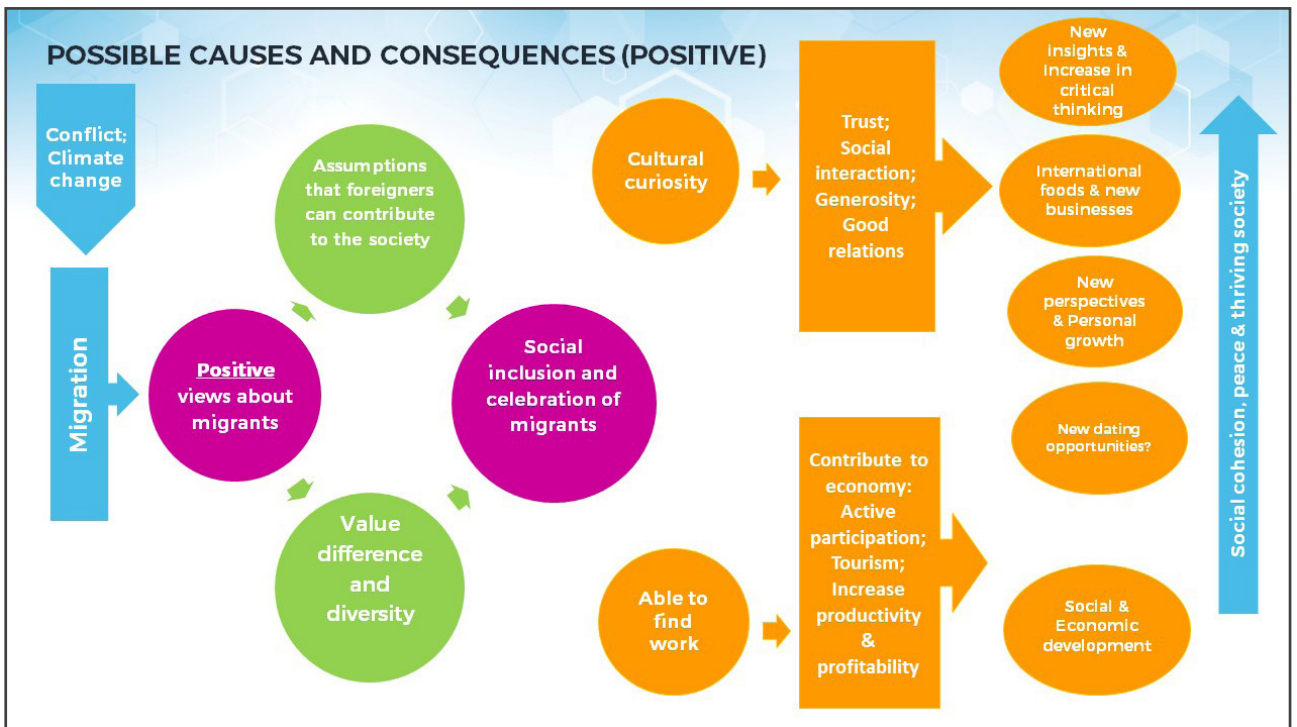 POSSIBLE CAUSES AND CONSEQUENCES (POSITIVE)
Conflict;
Climate
change
Migration
Positive
views about
migrants
Assumptions
that foreigners
can contribute
to the society
Value
difference
and
diversity
Social
inclusion and
celebration of
migrants
Cultural
curiosity
Trust;
Social
interaction;
Generosity;
Good
relations
Able to
find
work
Contribute to
economy:
Active
participation;
Tourism;
Increase
productivity
&
profitability
New
insights &
Increase in
critical
thinking
International
foods & new
businesses
New
perspectives
& Personal
growth
New dating
opportunities?
Social &
Economic
development
Social cohesion, peace & thriving society